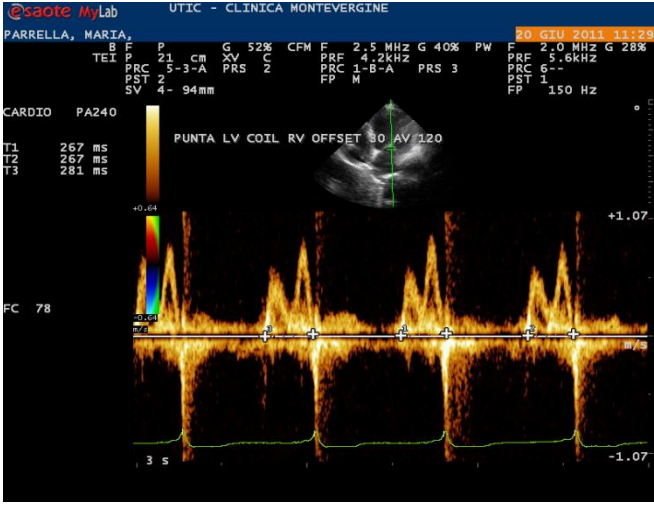 esaote MyLab UTIC - CLINICA MONTEVERGINE
PARRELLA, MARIA, 20 GIU 2011 11:29
B F P G 52% CFM F 2.5 MHz G 40% PW F 2.0 MHz G 28%
TEI P 21 cm XV C PRF 4.2kHz PRF 5.6kHz
PRC 5-3-A PRS 2 PRC 1-B-A PRS 3 PRC 6--
PST 2 FP M PST 1
SV 4- 94mm FP 150 Hz
CARDIO PA240
PUNTA LV COIL RV OFFSET 30 AV 120
T1 267 ms
T2 267 ms
T3 281 ms
+0.64
+1.07
FC 78
-0.64
m/s
m/s
3 1 2
3 s
-1.07